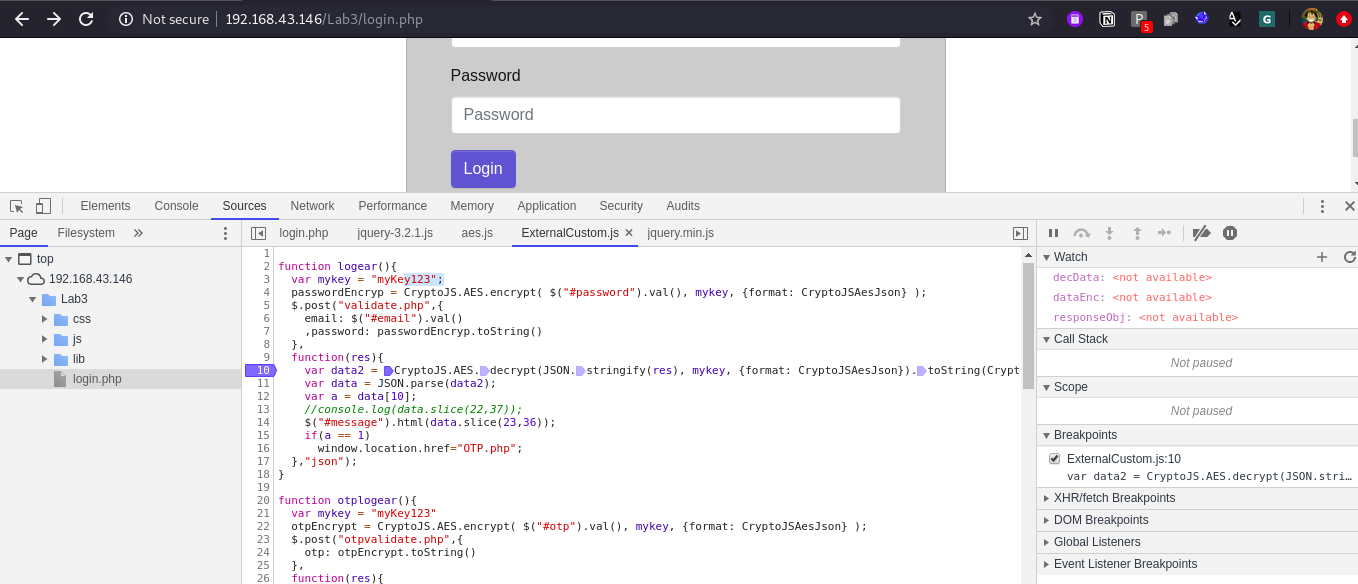 Not secure | 192.168.43.146/Lab3/login.php
5
G
Password
Password
Login
Elements Console Sources Network Performance Memory Application Security Audits
Page Filesystem »
top
192.168.43.146
Lab3
css
js
lib
login.php
login.php jquery-3.2.1.js aes.js ExternalCustom.js × jquery.min.js
1
2 function logear(){
3 var mykey = "myKey123";
4 passwordEncryp = CryptoJS.AES.encrypt( $("#password").val(), mykey, {format: CryptoJSAesJson} );
5 $.post("validate.php",{
6 email: $("#email").val()
7 ,password: passwordEncryp.toString()
8 },
9 function(res){
10 var data2 = CryptoJS.AES.decrypt(JSON.stringify(res), mykey, {format: CryptoJSAesJson}).toString(Crypt
11 var data = JSON.parse(data2);
12 var a = data[10];
13 //console.log(data.slice(22,37));
14 $("#message").html(data.slice(23,36));
15 if(a == 1)
16 window.location.href="OTP.php";
17 },"json");
18 }
19
20 function otplogear(){
21 var mykey = "myKey123"
22 otpEncrypt = CryptoJS.AES.encrypt( $("#otp").val(), mykey, {format: CryptoJSAesJson} );
23 $.post("otpvalidate.php",{
24 otp: otpEncrypt.toString()
25 },
26 function(res){
Watch
decData: <not available>
dataEnc: <not available>
responseObj: <not available>
Call Stack
Not paused
Scope
Not paused
Breakpoints
ExternalCustom.js:10
var data2 = CryptoJS.AES.decrypt(JSON.stri…
XHR/fetch Breakpoints
DOM Breakpoints
Global Listeners
Event Listener Breakpoints